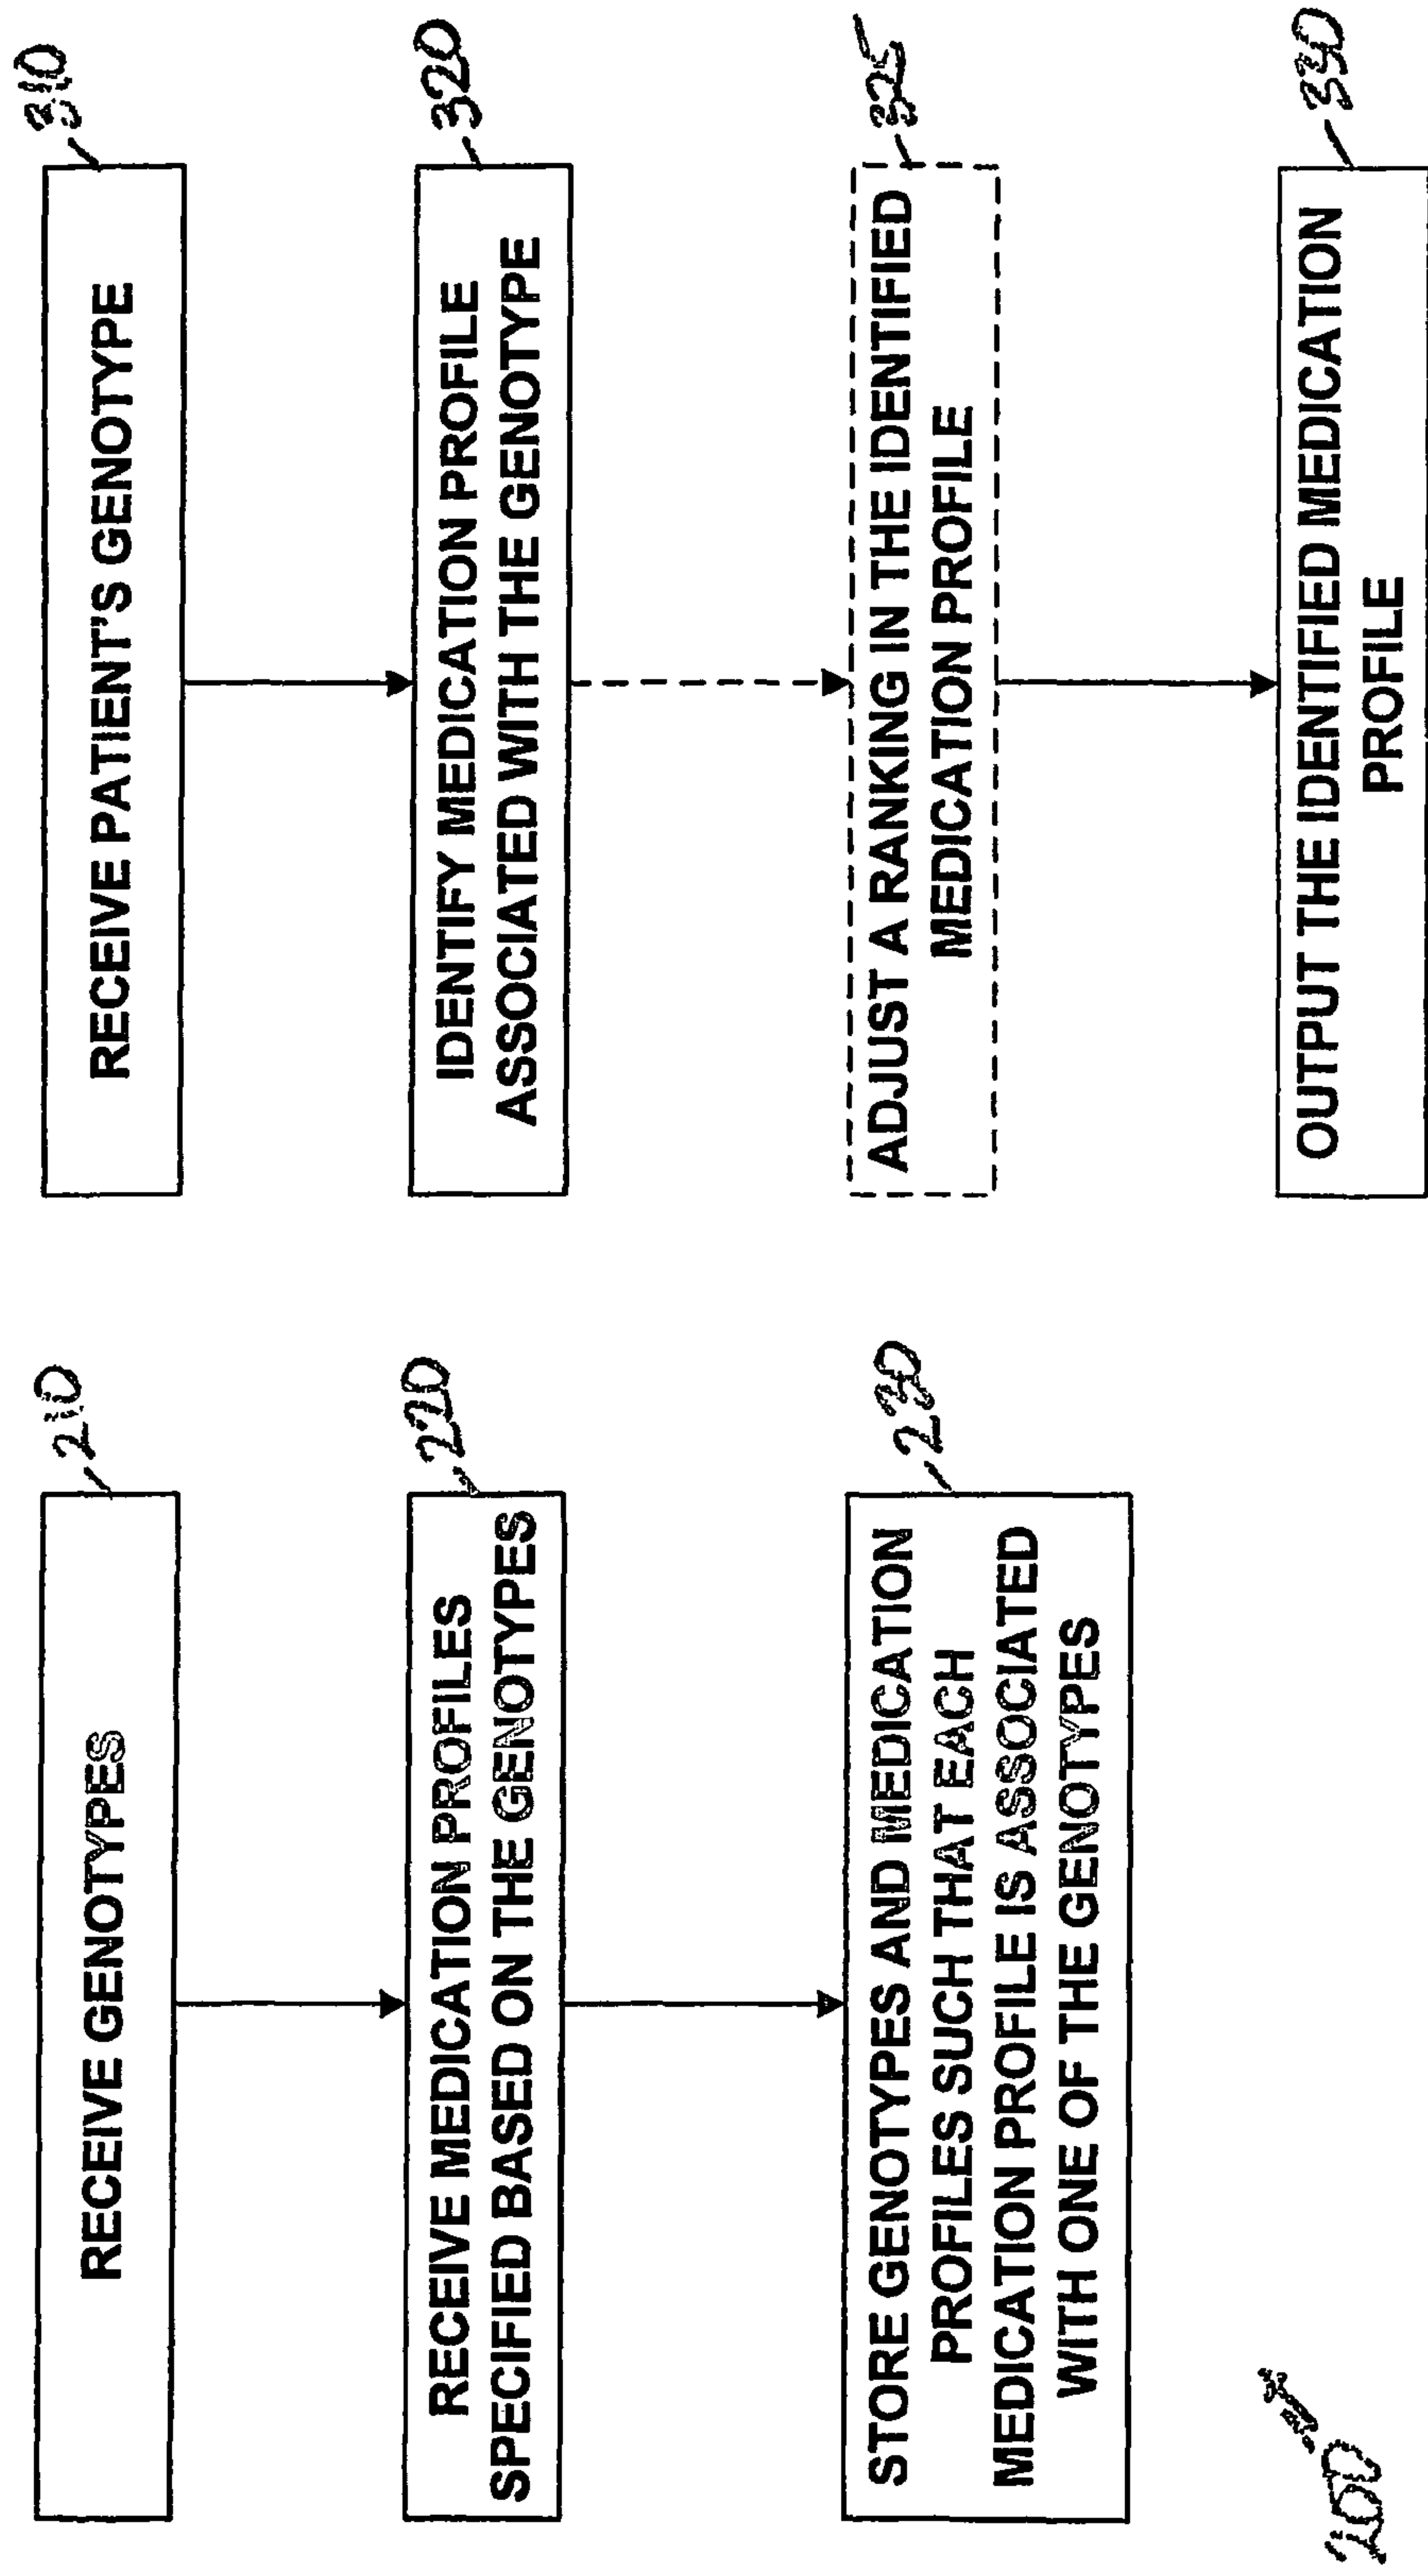 210
RECEIVE GENOTYPES
220
RECEIVE MEDICATION PROFILES
SPECIFIED BASED ON THE GENOTYPES
230
STORE GENOTYPES AND MEDICATION
PROFILES SUCH THAT EACH
MEDICATION PROFILE IS ASSOCIATED
WITH ONE OF THE GENOTYPES
200
310
RECEIVE PATIENT'S GENOTYPE
320
IDENTIFY MEDICATION PROFILE
ASSOCIATED WITH THE GENOTYPE
325
ADJUST A RANKING IN THE IDENTIFIED
MEDICATION PROFILE
330
OUTPUT THE IDENTIFIED MEDICATION
PROFILE